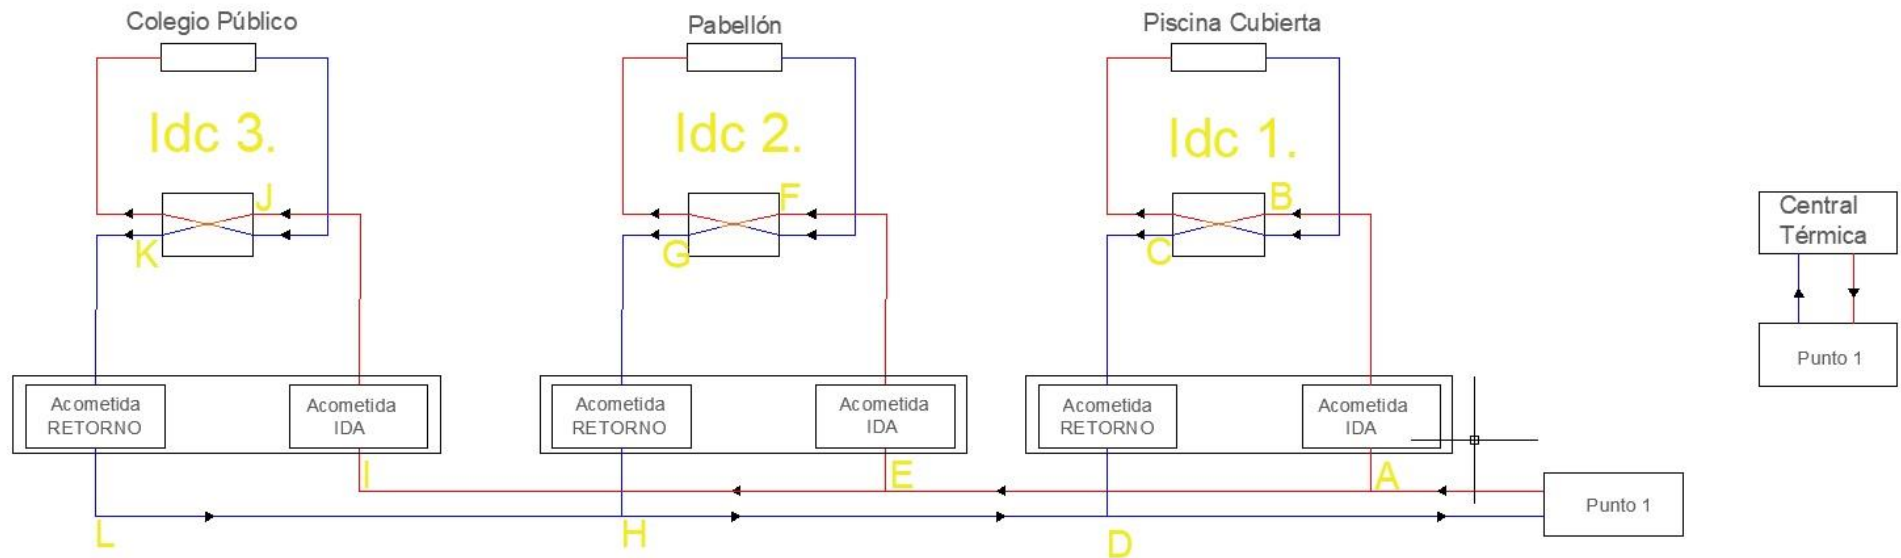 Colegio Público
Pabellón
Piscina Cubierta
Idc 3.
Idc 2.
Idc 1.
J
F
B
K
G
C
Central
Térmica
Punto 1
Acometida
RETORNO
Acometida
IDA
Acometida
RETORNO
Acometida
IDA
Acometida
RETORNO
Acometida
IDA
I
E
A
Punto 1
L
H
D